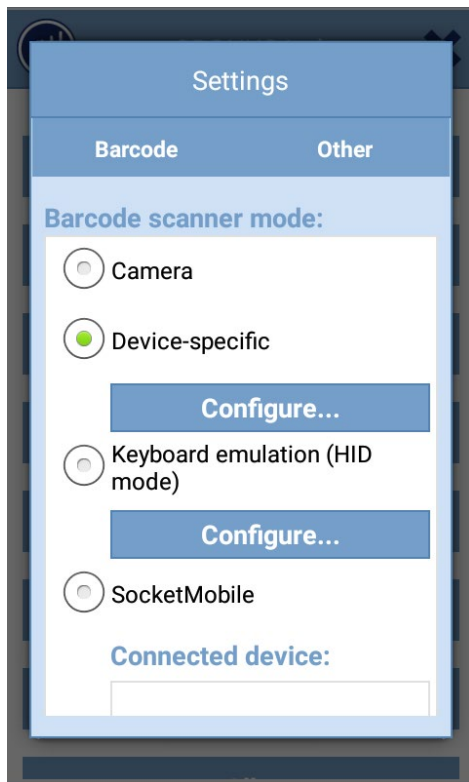 Settings
Barcode Other
Barcode scanner mode:
Camera
Device-specific
Configure...
Keyboard emulation (HID
mode)
Configure...
SocketMobile
Connected device: